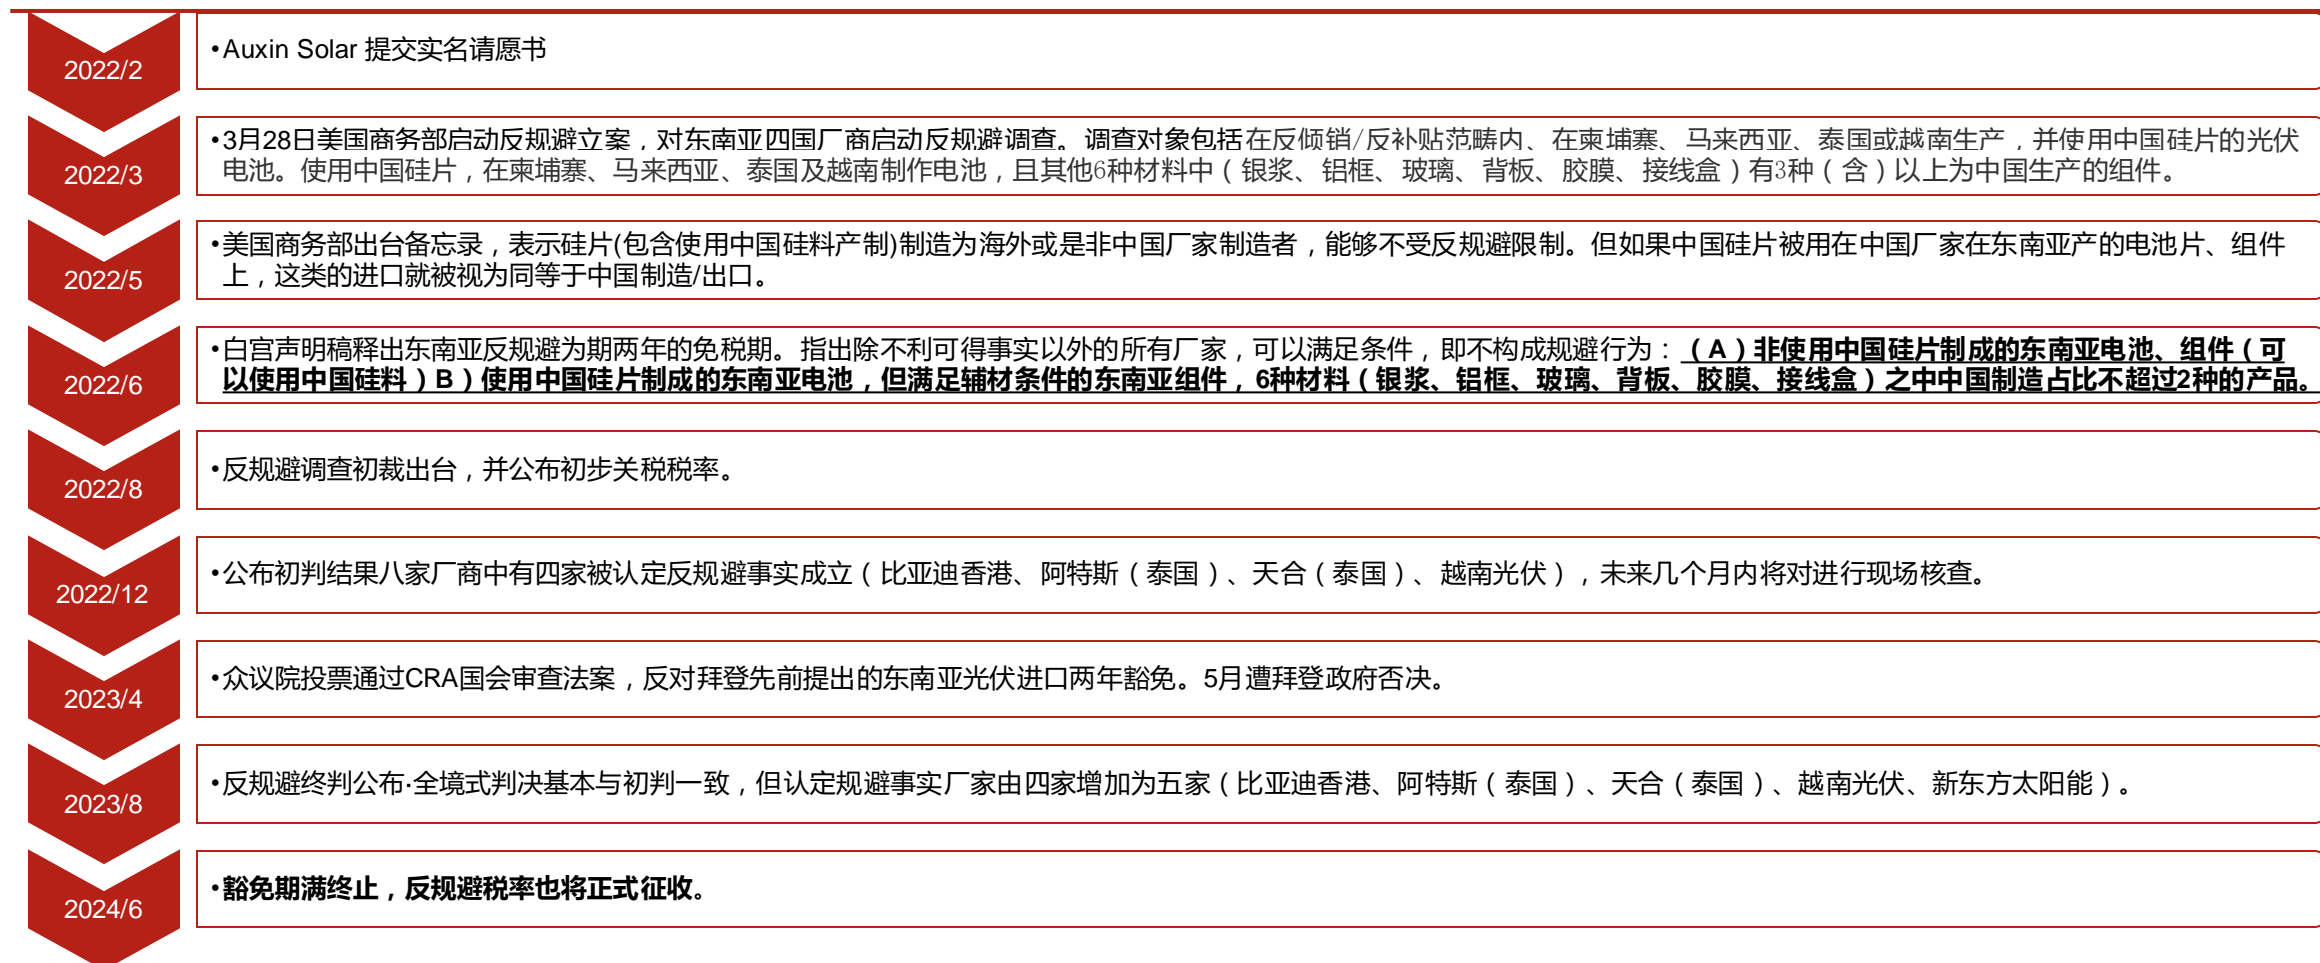 2022/2
•Auxin Solar 提交实名请愿书
2022/3
•3月28日美国商务部启动反规避立案，对东南亚四国厂商启动反规避调查。调查对象包括在反倾销/反补贴范畴内、在柬埔寨、马来西亚、泰国或越南生产，并使用中国硅片的光伏
电池。使用中国硅片，在柬埔寨、马来西亚、泰国及越南制作电池，且其他6种材料中（银浆、铝框、玻璃、背板、胶膜、接线盒）有3种（含）以上为中国生产的组件。
2022/5
•美国商务部出台备忘录，表示硅片(包含使用中国硅料产制)制造为海外或是非中国厂家制造者，能够不受反规避限制。但如果中国硅片被用在中国厂家在东南亚产的电池片、组件
上，这类的进口就被视为同等于中国制造/出口。
2022/6
•白宫声明稿释出东南亚反规避为期两年的免税期。指出除不利可得事实以外的所有厂家，可以满足条件，即不构成规避行为：（A）非使用中国硅片制成的东南亚电池、组件（可
以使用中国硅料）B）使用中国硅片制成的东南亚电池，但满足辅材条件的东南亚组件，6种材料（银浆、铝框、玻璃、背板、胶膜、接线盒）之中中国制造占比不超过2种的产品。
2022/8
•反规避调查初裁出台，并公布初步关税税率。
2022/12
•公布初判结果八家厂商中有四家被认定反规避事实成立（比亚迪香港、阿特斯（泰国）、天合（泰国）、越南光伏），未来几个月内将对进行现场核查。
2023/4
•众议院投票通过CRA国会审查法案，反对拜登先前提出的东南亚光伏进口两年豁免。5月遭拜登政府否决。
2023/8
•反规避终判公布·全境式判决基本与初判一致，但认定规避事实厂家由四家增加为五家（比亚迪香港、阿特斯（泰国）、天合（泰国）、越南光伏、新东方太阳能）。
2024/6
•豁免期满终止，反规避税率也将正式征收。